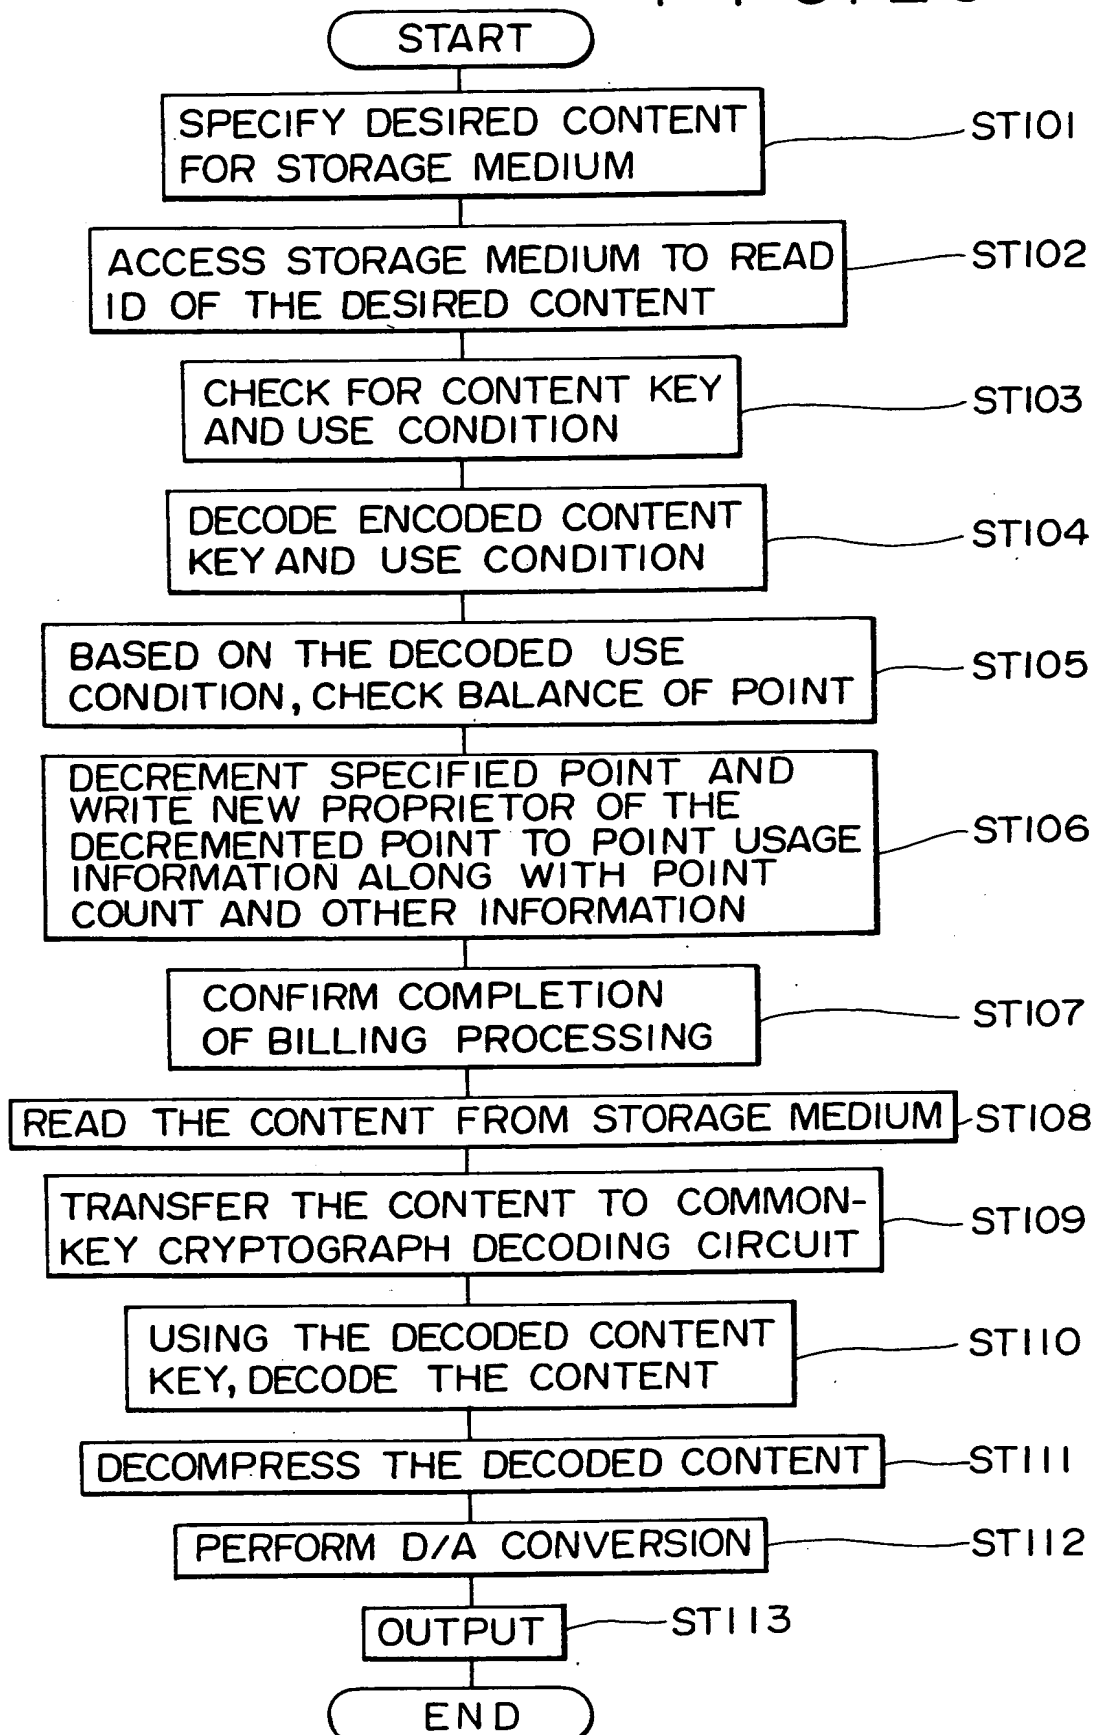 START
SPECIFY DESIRED CONTENT
FOR STORAGE MEDIUM
ST101
ACCESS STORAGE MEDIUM TO READ
ID OF THE DESIRED CONTENT
ST102
CHECK FOR CONTENT KEY
AND USE CONDITION
ST103
DECODE ENCODED CONTENT
KEY AND USE CONDITION
ST104
BASED ON THE DECODED USE
CONDITION, CHECK BALANCE OF POINT
ST105
DECREMENT SPECIFIED POINT AND
WRITE NEW PROPRIETOR OF THE
DECREMENTED POINT TO POINT USAGE
INFORMATION ALONG WITH POINT
COUNT AND OTHER INFORMATION
ST106
CONFIRM COMPLETION
OF BILLING PROCESSING
ST107
READ THE CONTENT FROM STORAGE MEDIUM
ST108
TRANSFER THE CONTENT TO COMMON-
KEY CRYPTOGRAPH DECODING CIRCUIT
ST109
USING THE DECODED CONTENT
KEY, DECODE THE CONTENT
ST110
DECOMPRESS THE DECODED CONTENT
ST111
PERFORM D/A CONVERSION
ST112
OUTPUT
ST113
END